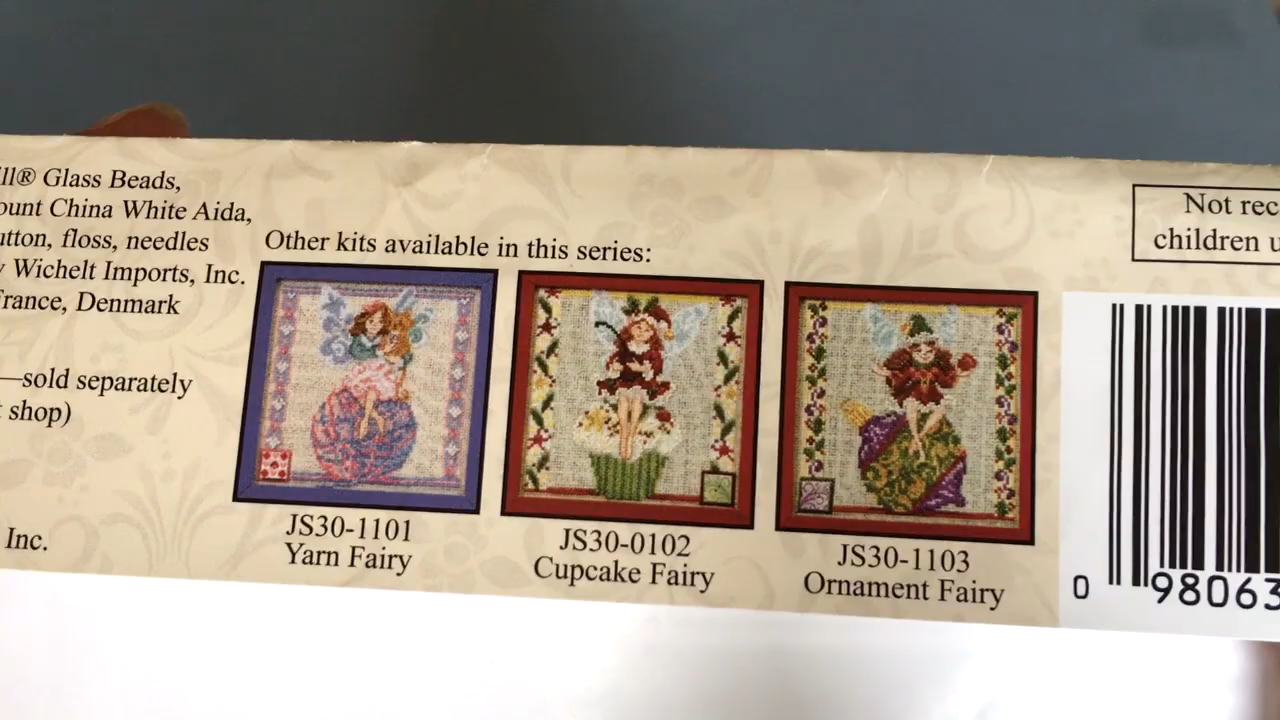 ll® Glass Beads,
ount China White Aida,
utton, floss, needles
Wichelt Imports, Inc.
rance, Denmark
—sold separately
shop)
Inc.
Other kits available in this series:
JS30-1101
Yarn Fairy
JS30-0102
Cupcake Fairy
JS30-1103
Ornament Fairy
Not rec
children u
0 98063